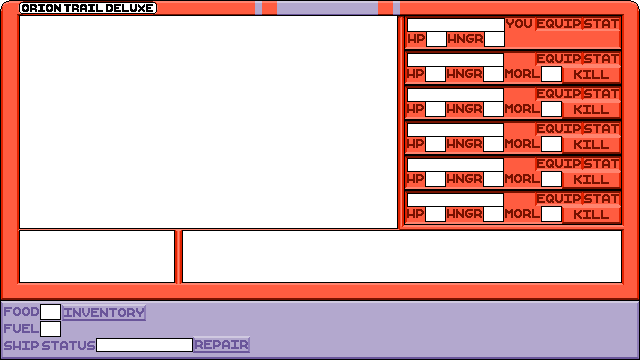 ORION TRAIL DELUXE
YOU EQUIP STAT
HP HNGR
EQUIP STAT
HP HNGR MORL KILL
EQUIP STAT
HP HNGR MORL KILL
EQUIP STAT
HP HNGR MORL KILL
EQUIP STAT
HP HNGR MORL KILL
EQUIP STAT
HP HNGR MORL KILL
FOOD INVENTORY
FUEL
SHIP STATUS REPAIR